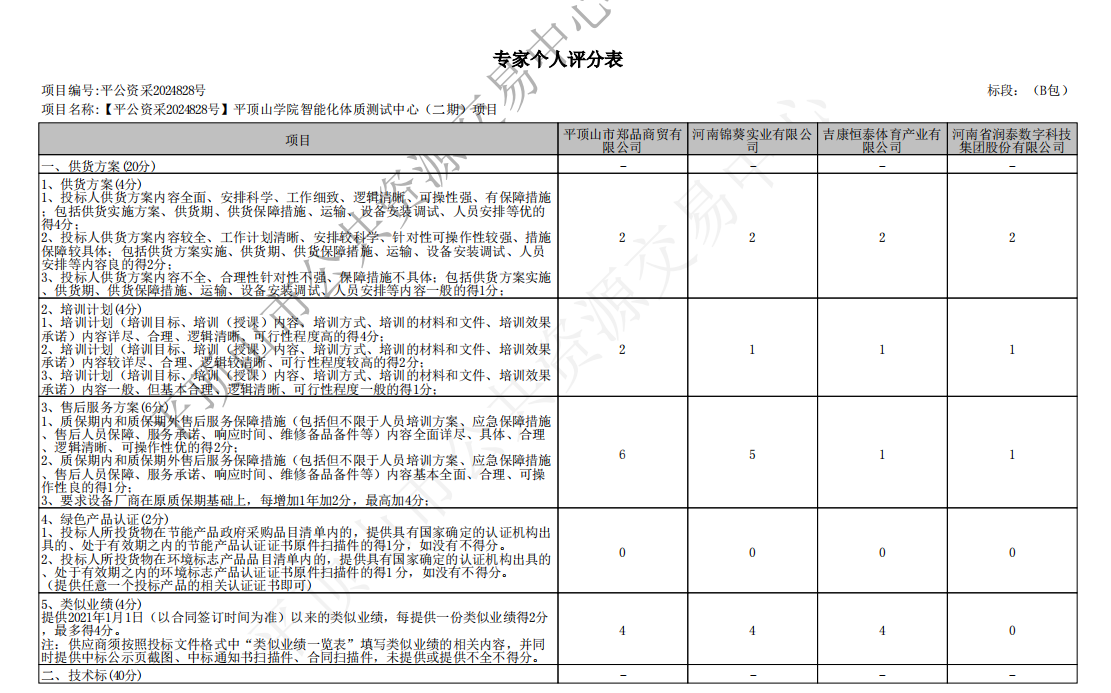 专家个人评分表
项目编号:平公资采2024828号
标段：（B包）
项目名称:【平公资采2024828号】平顶山学院智能化体质测试中心（二期）项目
项目
平顶山市郑品商贸有
限公司
河南锦葵实业有限公
司
吉康恒泰体育产业有
限公司
河南省润泰数字科技
集团股份有限公司
一、供货方案(20分)
－ － － －
1、供货方案(4分)
1、投标人供货方案内容全面、安排科学、工作细致、逻辑清晰、可操性强、有保障措施
；包括供货实施方案、供货期、供货保障措施、运输、设备安装调试、人员安排等优的
得4分；
2、投标人供货方案内容较全、工作计划清晰、安排较科学、针对性可操作性较强、措施
保障较具体；包括供货方案实施、供货期、供货保障措施、运输、设备安装调试、人员
安排等内容良的得2分；
3、投标人供货方案内容不全、合理性针对性不强、保障措施不具体；包括供货方案实施
、供货期、供货保障措施、运输、设备安装调试、人员安排等内容一般的得1分；
2 2 2 2
2、培训计划(4分)
1、培训计划（培训目标、培训（授课）内容、培训方式、培训的材料和文件、培训效果
承诺）内容详尽、合理、逻辑清晰、可行性程度高的得4分；
2、培训计划（培训目标、培训（授课）内容、培训方式、培训的材料和文件、培训效果
承诺）内容较详尽、合理、逻辑较清晰、可行性程度较高的得2分；
3、培训计划（培训目标、培训（授课）内容、培训方式、培训的材料和文件、培训效果
承诺）内容一般、但基本合理、逻辑清晰、可行性程度一般的得1分；
2 1 1 1
3、售后服务方案(6分)
1、质保期内和质保期外售后服务保障措施（包括但不限于人员培训方案、应急保障措施
、售后人员保障、服务承诺、响应时间、维修备品备件等）内容全面详尽、具体、合理
、逻辑清晰、可操作性优的得2分；
2、质保期内和质保期外售后服务保障措施（包括但不限于人员培训方案、应急保障措施
、售后人员保障、服务承诺、响应时间、维修备品备件等）内容基本全面、合理、可操
作性良的得1分；
3、要求设备厂商在原质保期基础上，每增加1年加2分，最高加4分；
6 5 1 1
4、绿色产品认证(2分)
1、投标人所投货物在节能产品政府采购品目清单内的，提供具有国家确定的认证机构出
具的、处于有效期之内的节能产品认证证书原件扫描件的得1分，如没有不得分。
2、投标人所投货物在环境标志产品品目清单内的，提供具有国家确定的认证机构出具的
、处于有效期之内的环境标志产品认证证书原件扫描件的得1 分，如没有不得分。
（提供任意一个投标产品的相关认证证书即可）
0 0 0 0
5、类似业绩(4分)
提供2021年1月1日（以合同签订时间为准）以来的类似业绩，每提供一份类似业绩得2分
，最多得4分。
注：供应商须按照投标文件格式中“类似业绩一览表”填写类似业绩的相关内容，并同
时提供中标公示页截图、中标通知书扫描件、合同扫描件，未提供或提供不全不得分。
4 4 4 0
二、技术标(40分)
－ － － －
平顶山市公共资源交易中心
平顶山市公共资源交易中心